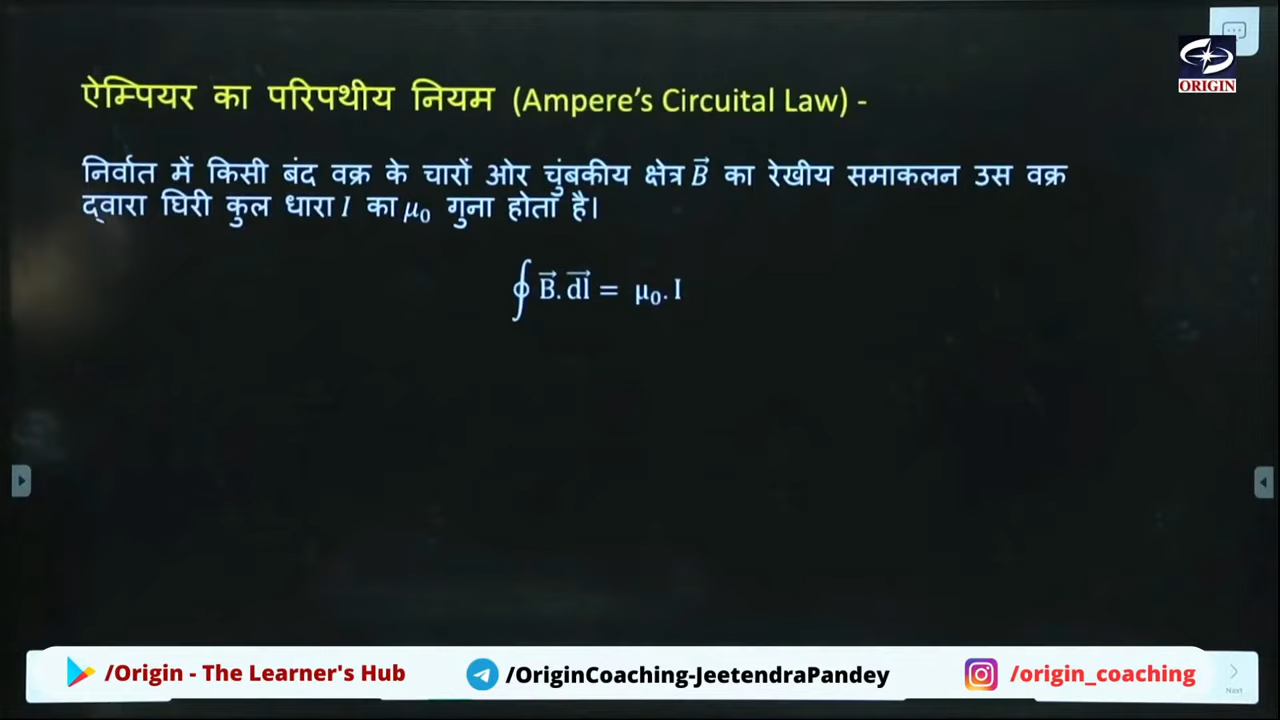 ORIGIN
ऐम्पियर का परिपथीय नियम (Ampere's Circuital Law) -
निर्वात में किसी बंद वक्र के चारों ओर चुंबकीय क्षेत्र B⃗ का रेखीय समाकलन उस वक्र
द्वारा घिरी कुल धारा I का μ₀ गुना होता है।
∮ B⃗. dl⃗ = μ₀. I
/Origin - The Learner's Hub
/OriginCoaching-JeetendraPandey
/origin_coaching
Next